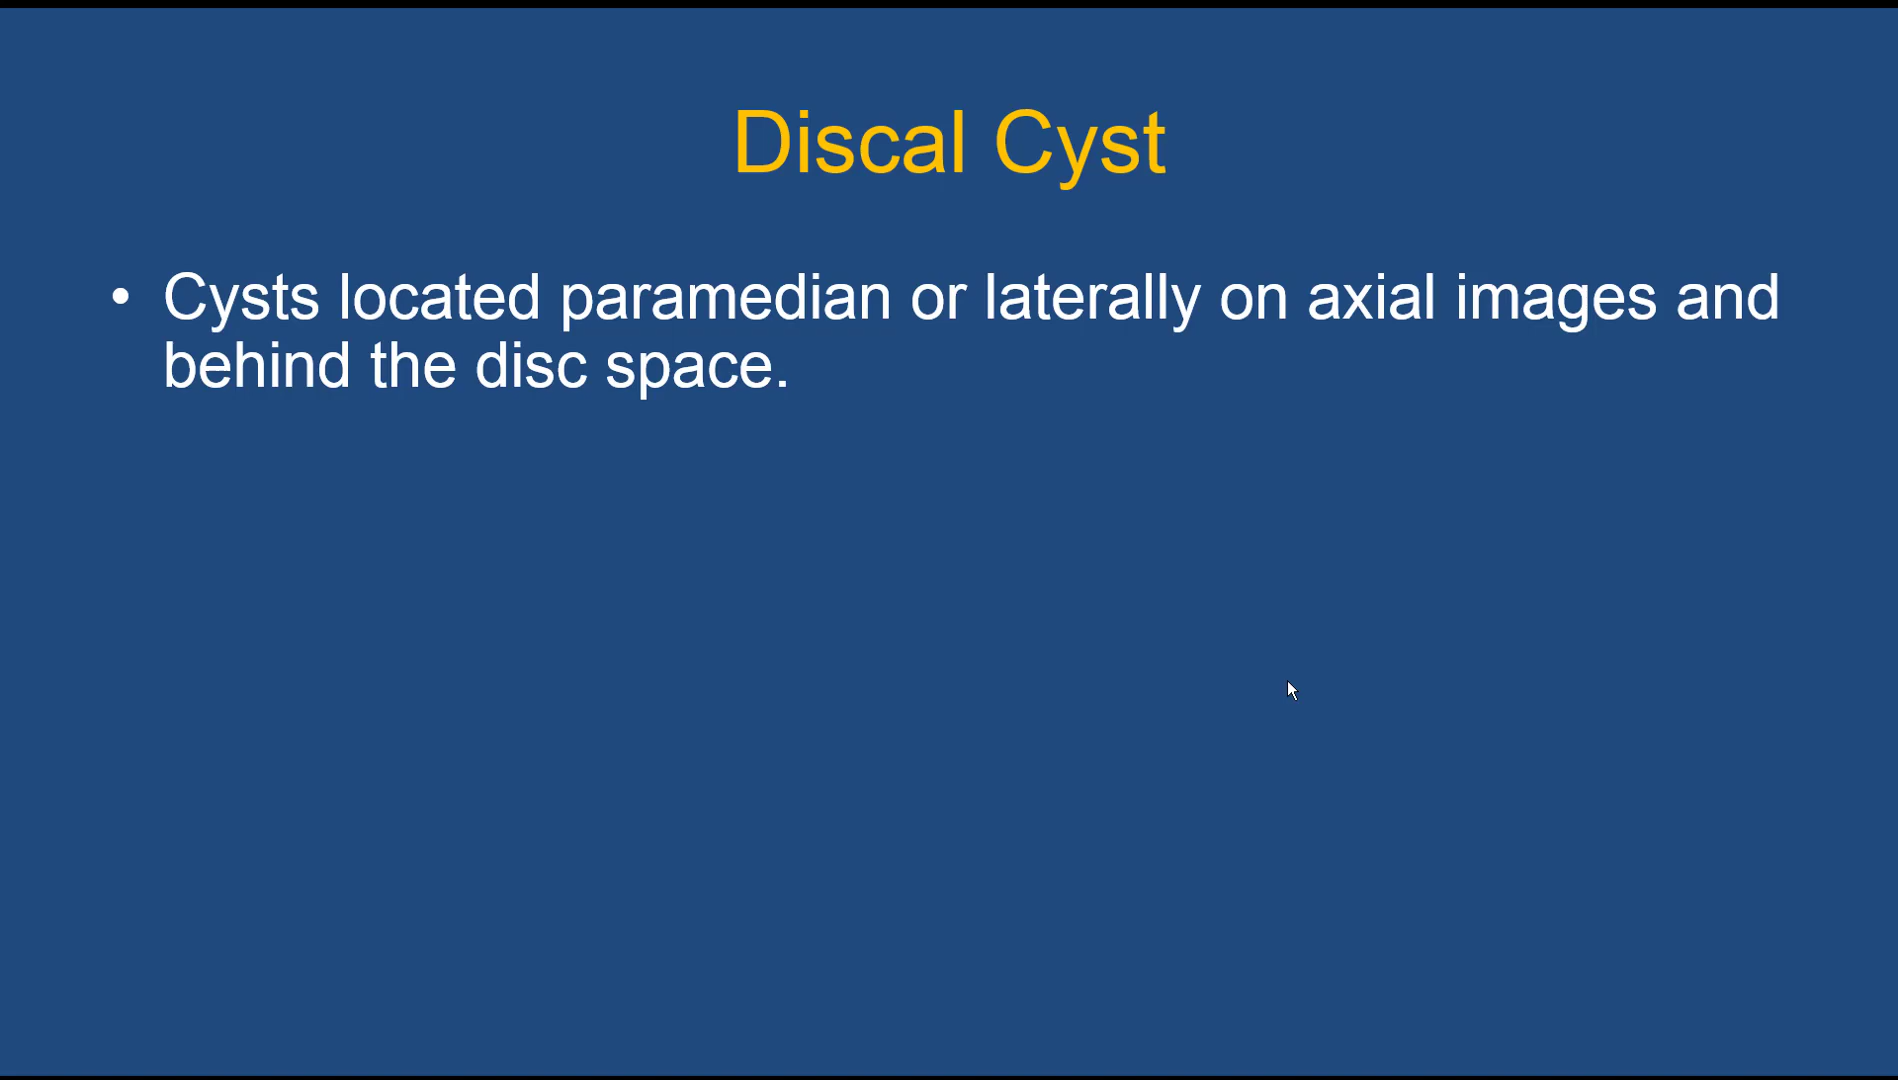 Discal Cyst
• Cysts located paramedian or laterally on axial images and
behind the disc space.